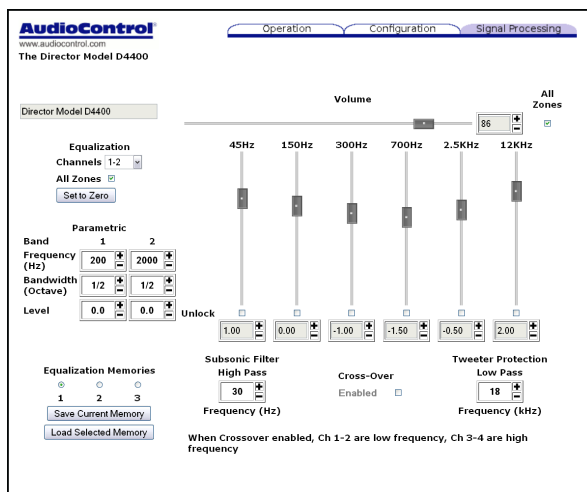 AudioControl®
www.audiocontrol.com
The Director Model D4400
Operation
Configuration
Signal Processing
Director Model D4400
Volume
86
All
Zones
Equalization
Channels 1-2
All Zones
Set to Zero
45Hz 150Hz 300Hz 700Hz 2.5KHz 12KHz
Parametric
Band 1 2
Frequency
(Hz) 200 + - 2000 + -
Bandwidth
(Octave) 1/2 + - 1/2 + -
Level 0.0 + - 0.0 + -
Unlock
1.00 0.00 -1.00 -1.50 -0.50 2.00
Equalization Memories
1 2 3
Save Current Memory
Load Selected Memory
Subsonic Filter
High Pass
30
Frequency (Hz)
Cross-Over
Enabled
Tweeter Protection
Low Pass
18
Frequency (kHz)
When Crossover enabled, Ch 1-2 are low frequency, Ch 3-4 are high
frequency